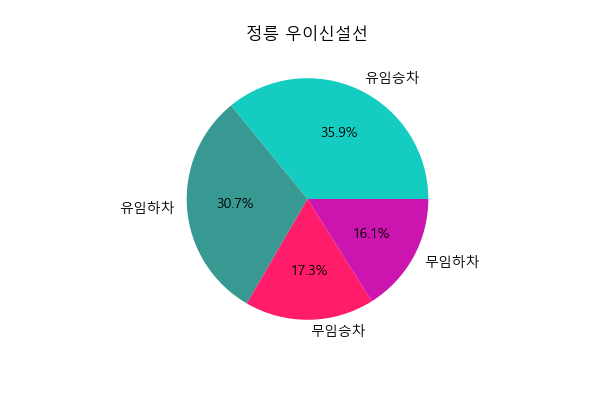 정릉 우이신설선
유임승차
35.9%
유임하차
30.7%
16.1%
무임하차
17.3%
무임승차